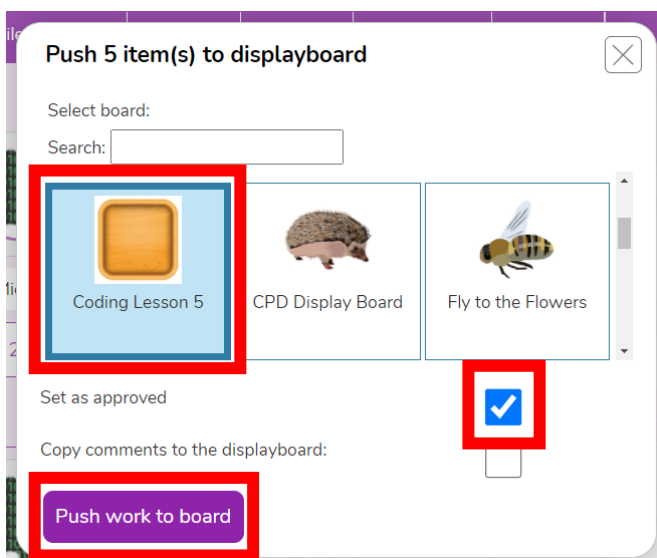 Push 5 item(s) to displayboard
Select board:
Search:
Coding Lesson 5
CPD Display Board
Fly to the Flowers
Set as approved
Copy comments to the displayboard:
Push work to board